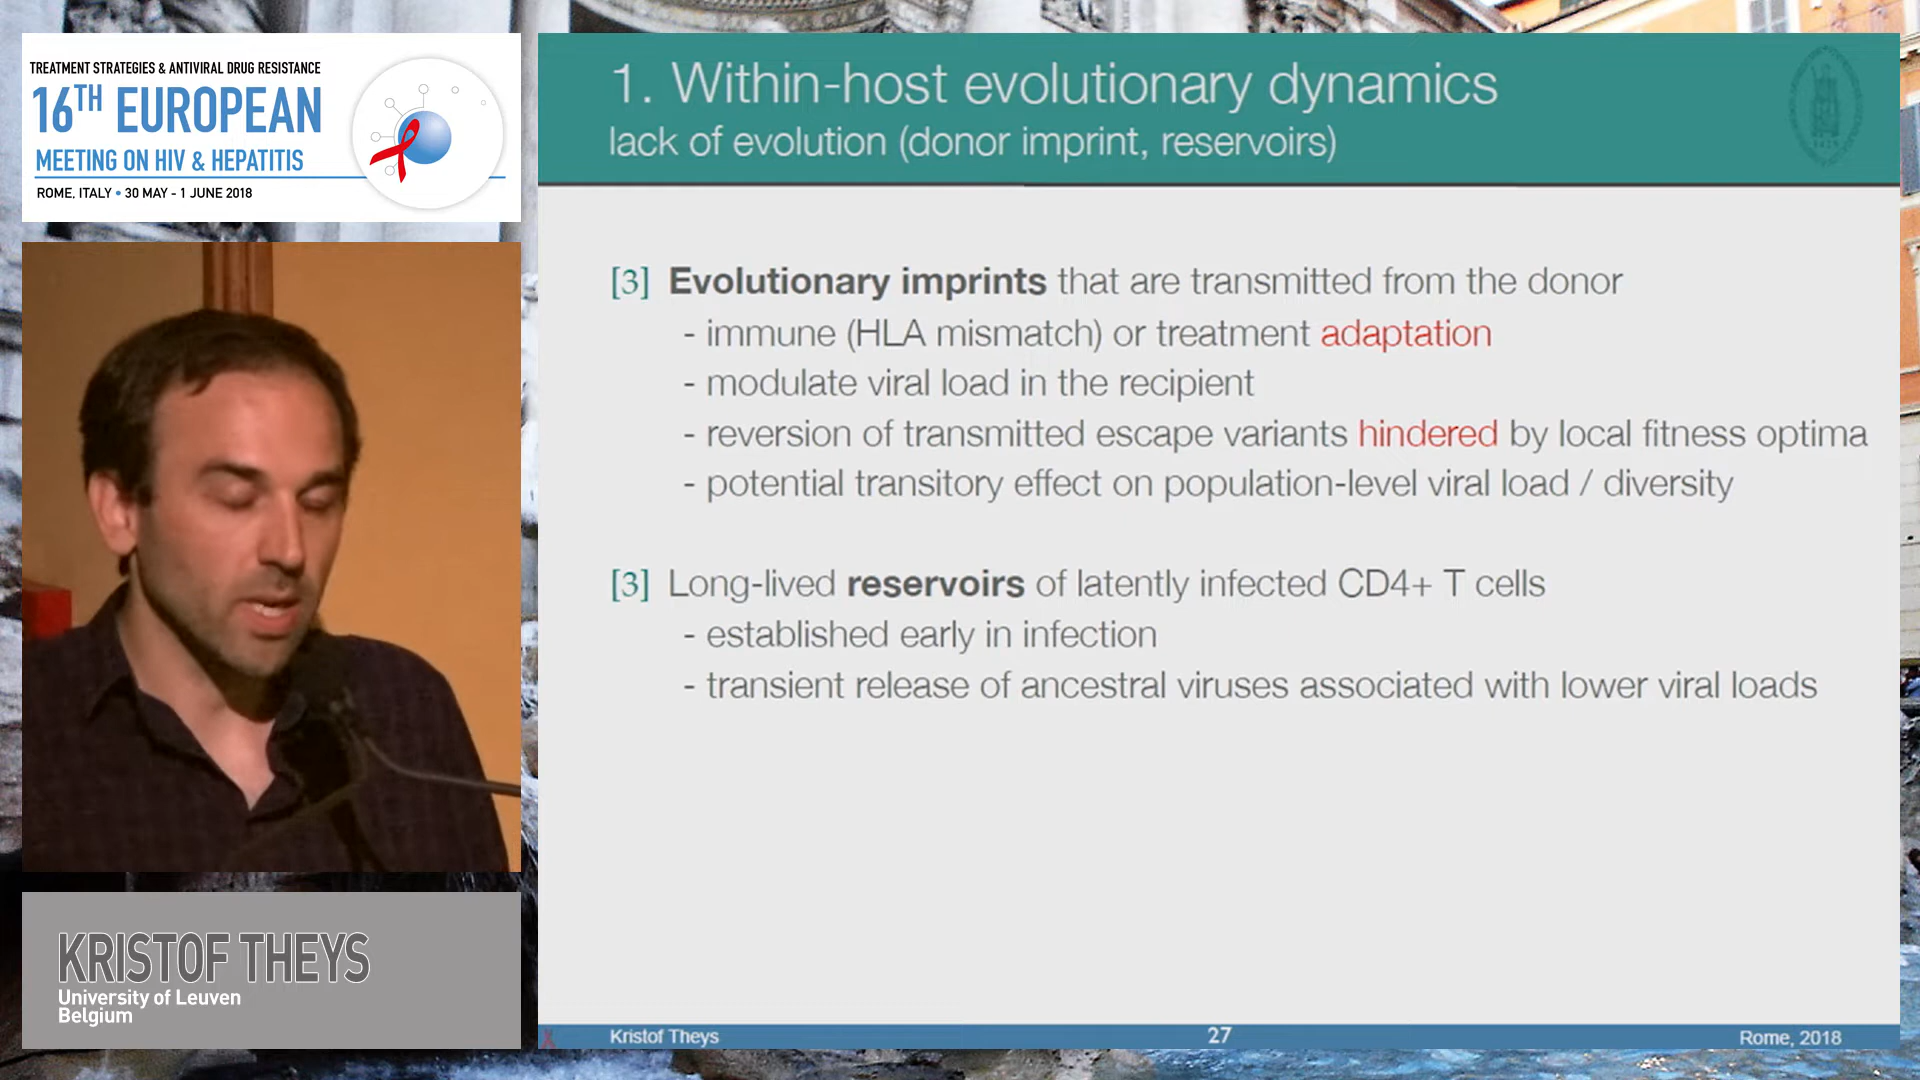 TREATMENT STRATEGIES & ANTIVIRAL DRUG RESISTANCE
16TH EUROPEAN
MEETING ON HIV & HEPATITIS
ROME, ITALY • 30 MAY - 1 JUNE 2018
1. Within-host evolutionary dynamics
lack of evolution (donor imprint, reservoirs)
[3] Evolutionary imprints that are transmitted from the donor
- immune (HLA mismatch) or treatment adaptation
- modulate viral load in the recipient
- reversion of transmitted escape variants hindered by local fitness optima
- potential transitory effect on population-level viral load / diversity
[3] Long-lived reservoirs of latently infected CD4+ T cells
- established early in infection
- transient release of ancestral viruses associated with lower viral loads
KRISTOF THEYS
University of Leuven
Belgium
Kristof Theys 27 Rome, 2018